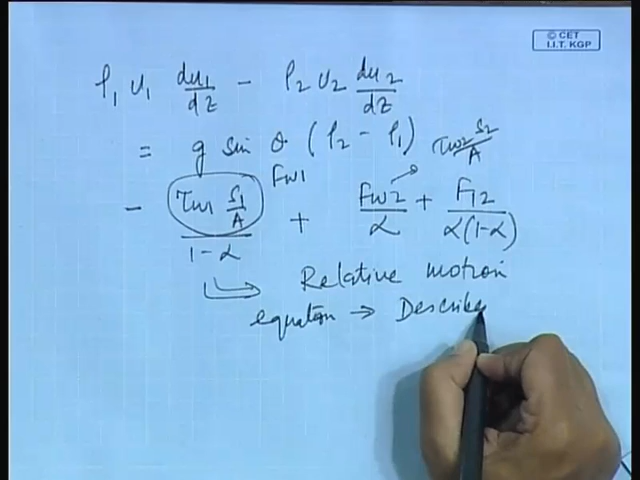 © CET
I.I.T. KGP
ρ₁ u₁ du₁/dz − ρ₂ u₂ du₂/dz
= g sin θ (ρ₂ − ρ₁) τw₂ S₂/A
− (τw₁ S₁/A)/(1−α) Fw1 + Fw2/α + F12/α(1−α)
Relative motion
equation → Describe